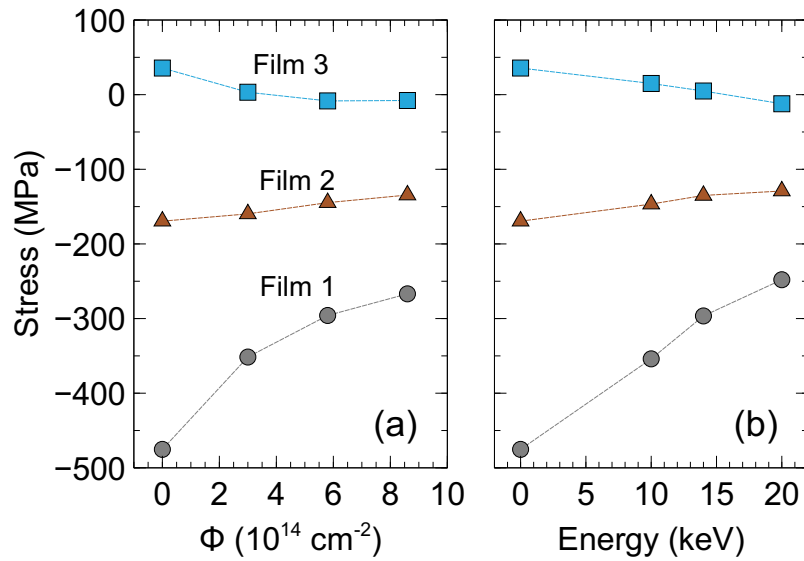 100
0
−100
−200
−300
−400
−500
Stress (MPa)
Film 3
Film 2
Film 1
(a)
0 2 4 6 8 10
Φ (10¹⁴ cm⁻²)
(b)
0 5 10 15 20
Energy (keV)